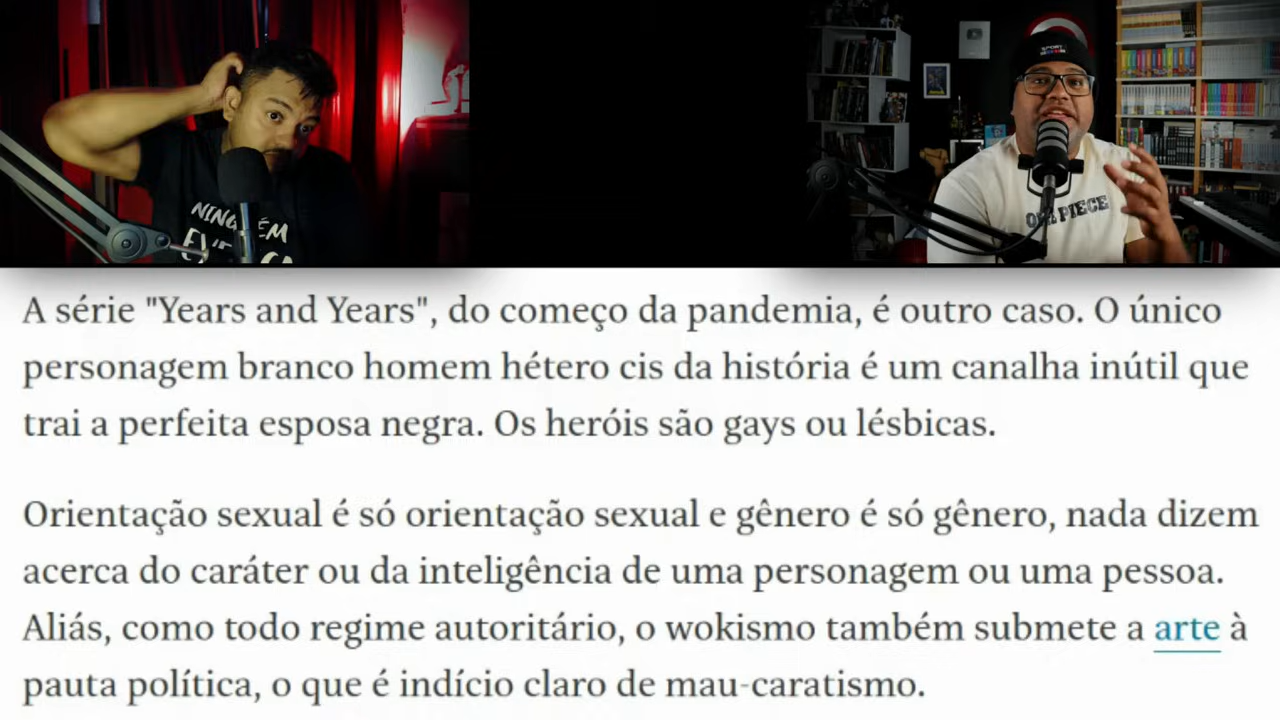 NINGUÉM
ONE PIECE
A série "Years and Years", do começo da pandemia, é outro caso. O único
personagem branco homem hétero cis da história é um canalha inútil que
trai a perfeita esposa negra. Os heróis são gays ou lésbicas.
Orientação sexual é só orientação sexual e gênero é só gênero, nada dizem
acerca do caráter ou da inteligência de uma personagem ou uma pessoa.
Aliás, como todo regime autoritário, o wokismo também submete a arte à
pauta política, o que é indício claro de mau-caratismo.